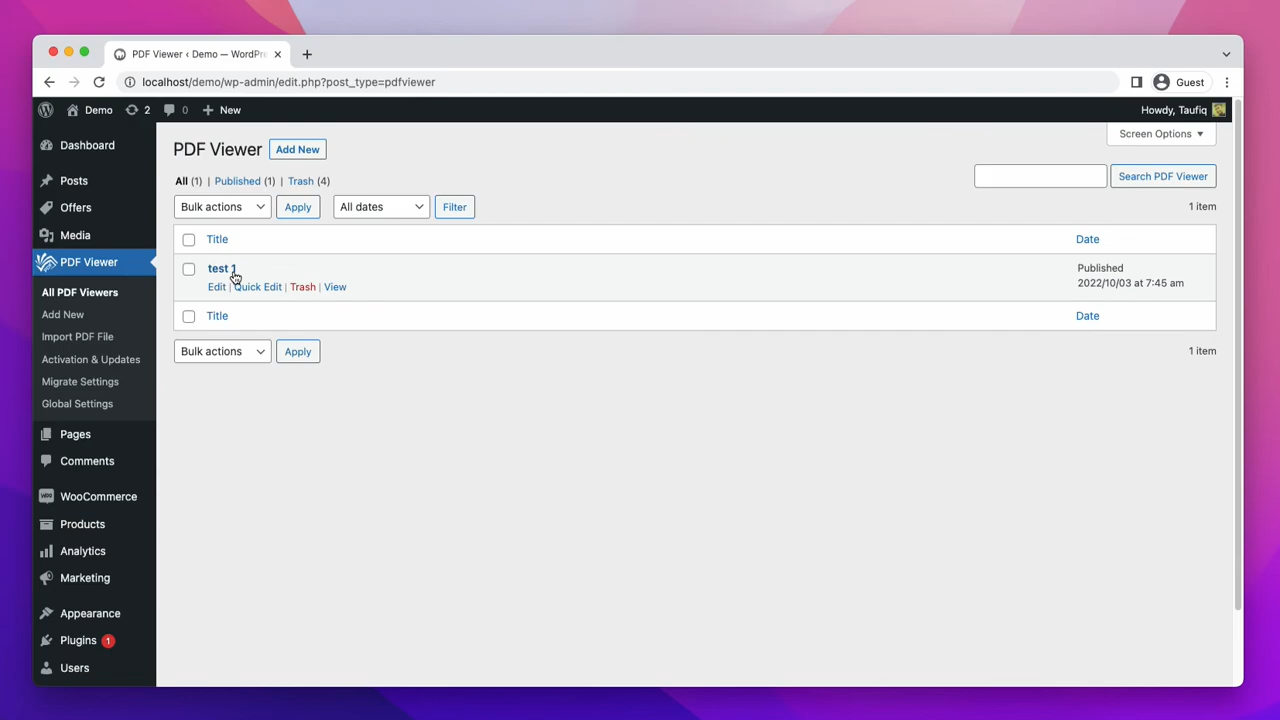 PDF Viewer ‹ Demo — WordPre
localhost/demo/wp-admin/edit.php?post_type=pdfviewer
Guest
Demo
2
0
New
Howdy, Taufiq
Dashboard
Posts
Offers
Media
PDF Viewer
All PDF Viewers
Add New
Import PDF File
Activation & Updates
Migrate Settings
Global Settings
Pages
Comments
WooCommerce
Products
Analytics
Marketing
Appearance
Plugins 1
Users
Screen Options
PDF Viewer Add New
All (1) | Published (1) | Trash (4)
Search PDF Viewer
Bulk actions Apply All dates Filter 1 item
Title Date
test 1 Published
Edit | Quick Edit | Trash | View 2022/10/03 at 7:45 am
Title Date
Bulk actions Apply 1 item